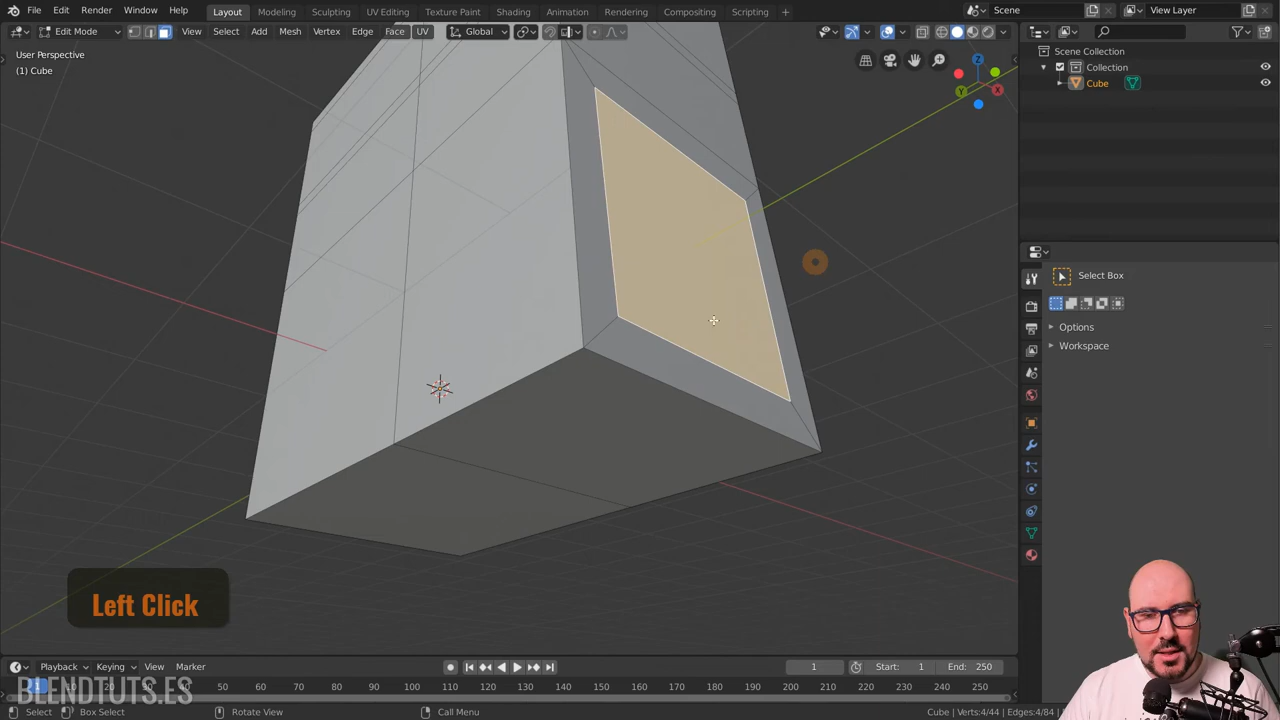 File Edit Render Window Help Layout Modeling Sculpting UV Editing Texture Paint Shading Animation Rendering Compositing Scripting + Scene View Layer
Edit Mode View Select Add Mesh Vertex Edge Face UV Global
User Perspective
(1) Cube
Z
Y
X
Scene Collection
Collection
Cube
Select Box
Options
Workspace
Left Click
Playback Keying View Marker 1 Start: 1 End: 250
1 50 60 70 80 90 100 110 120 130 140 150 160 170 180 190 200 210 220 230 240 250
BLENDTUTS.ES
Select Box Select Rotate View Call Menu Cube | Verts:4/44 | Edges:4/84 |